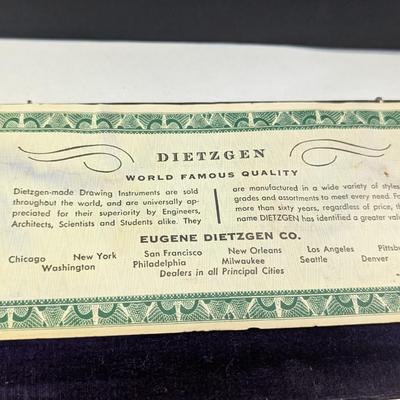 DIETZGEN
WORLD FAMOUS QUALITY
Dietzgen-made Drawing Instruments are sold
throughout the world, and are universally ap-
preciated for their superiority by Engineers,
Architects, Scientists and Students alike. They
are manufactured in a wide variety of styles
grades and assortments to meet every need. Fo
more than sixty years, regardless of price, th
name DIETZGEN has identified a greater valu
EUGENE DIETZGEN CO.
Chicago New York San Francisco New Orleans Los Angeles Pittsb
Washington Philadelphia Milwaukee Seattle Denver
Dealers in all Principal Cities